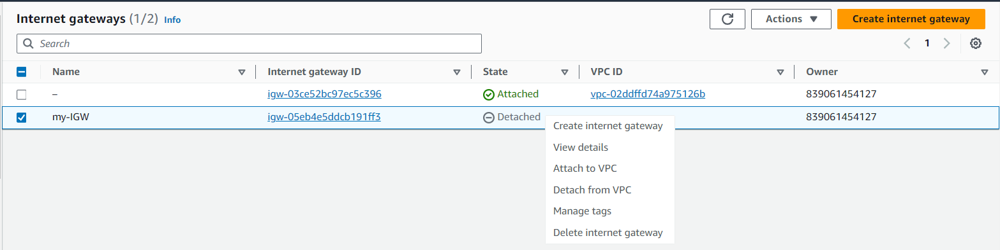 Internet gateways (1/2) Info Actions Create internet gateway
Search 1
Name Internet gateway ID State VPC ID Owner
– igw-03ce52bc97ec5c396 Attached vpc-02ddffd74a975126b 839061454127
my-IGW igw-05eb4e5ddcb191ff3 Detached 839061454127
Create internet gateway
View details
Attach to VPC
Detach from VPC
Manage tags
Delete internet gateway